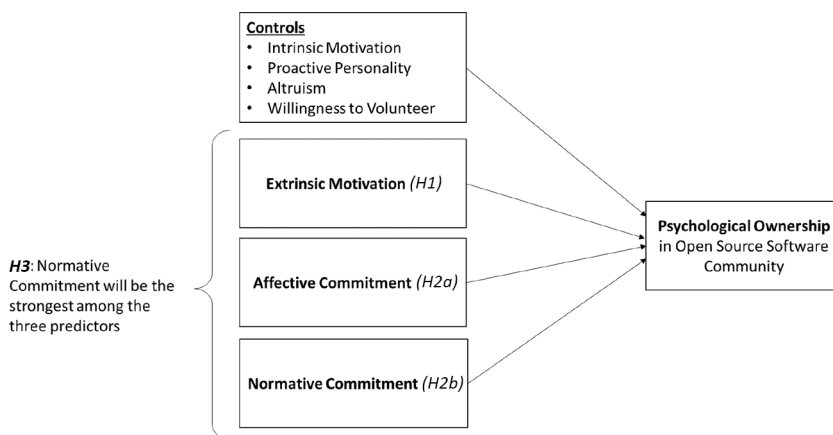 Controls
• Intrinsic Motivation
• Proactive Personality
• Altruism
• Willingness to Volunteer
Extrinsic Motivation (H1)
Affective Commitment (H2a)
Normative Commitment (H2b)
H3: Normative
Commitment will be the
strongest among the
three predictors
Psychological Ownership
in Open Source Software
Community